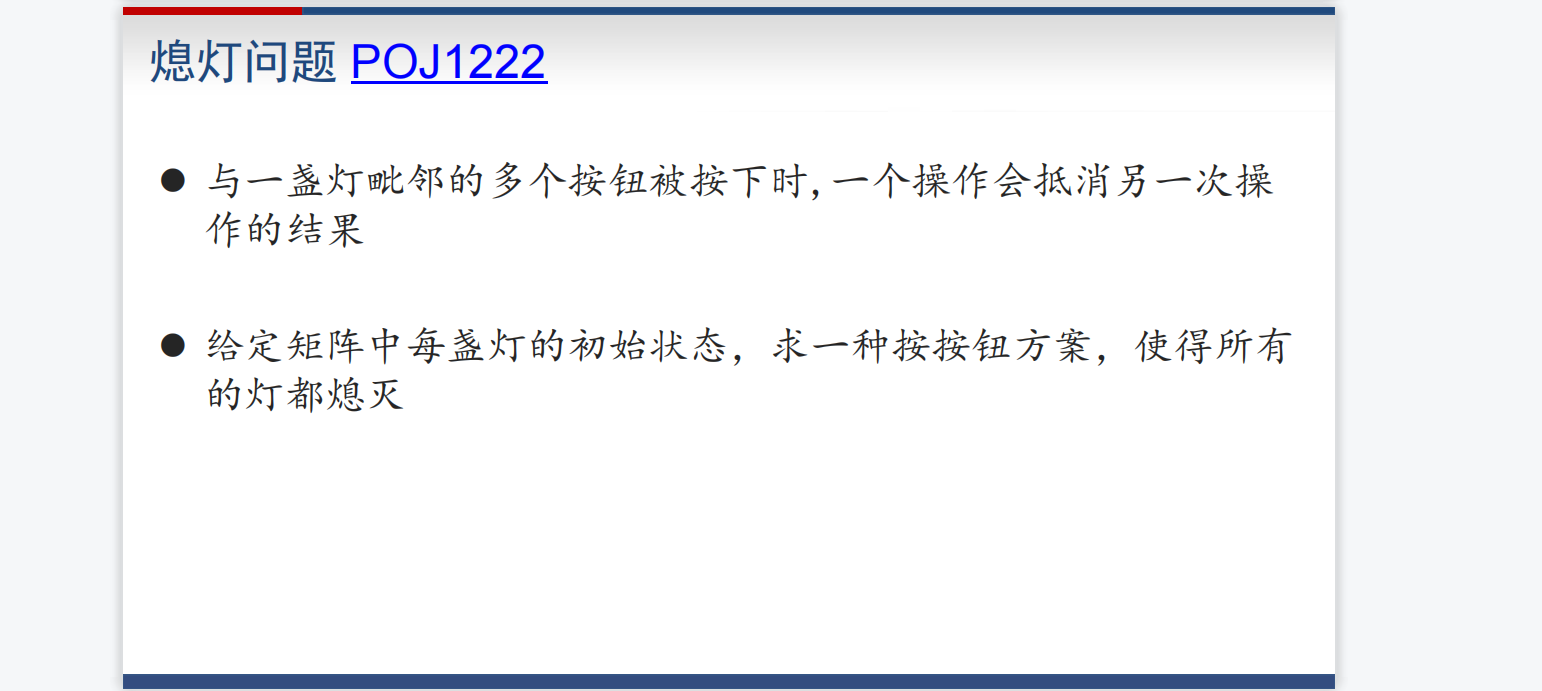 熄灯问题 POJ1222
● 与一盏灯毗邻的多个按钮被按下时,一个操作会抵消另一次操
作的结果
● 给定矩阵中每盏灯的初始状态，求一种按按钮方案，使得所有
的灯都熄灭